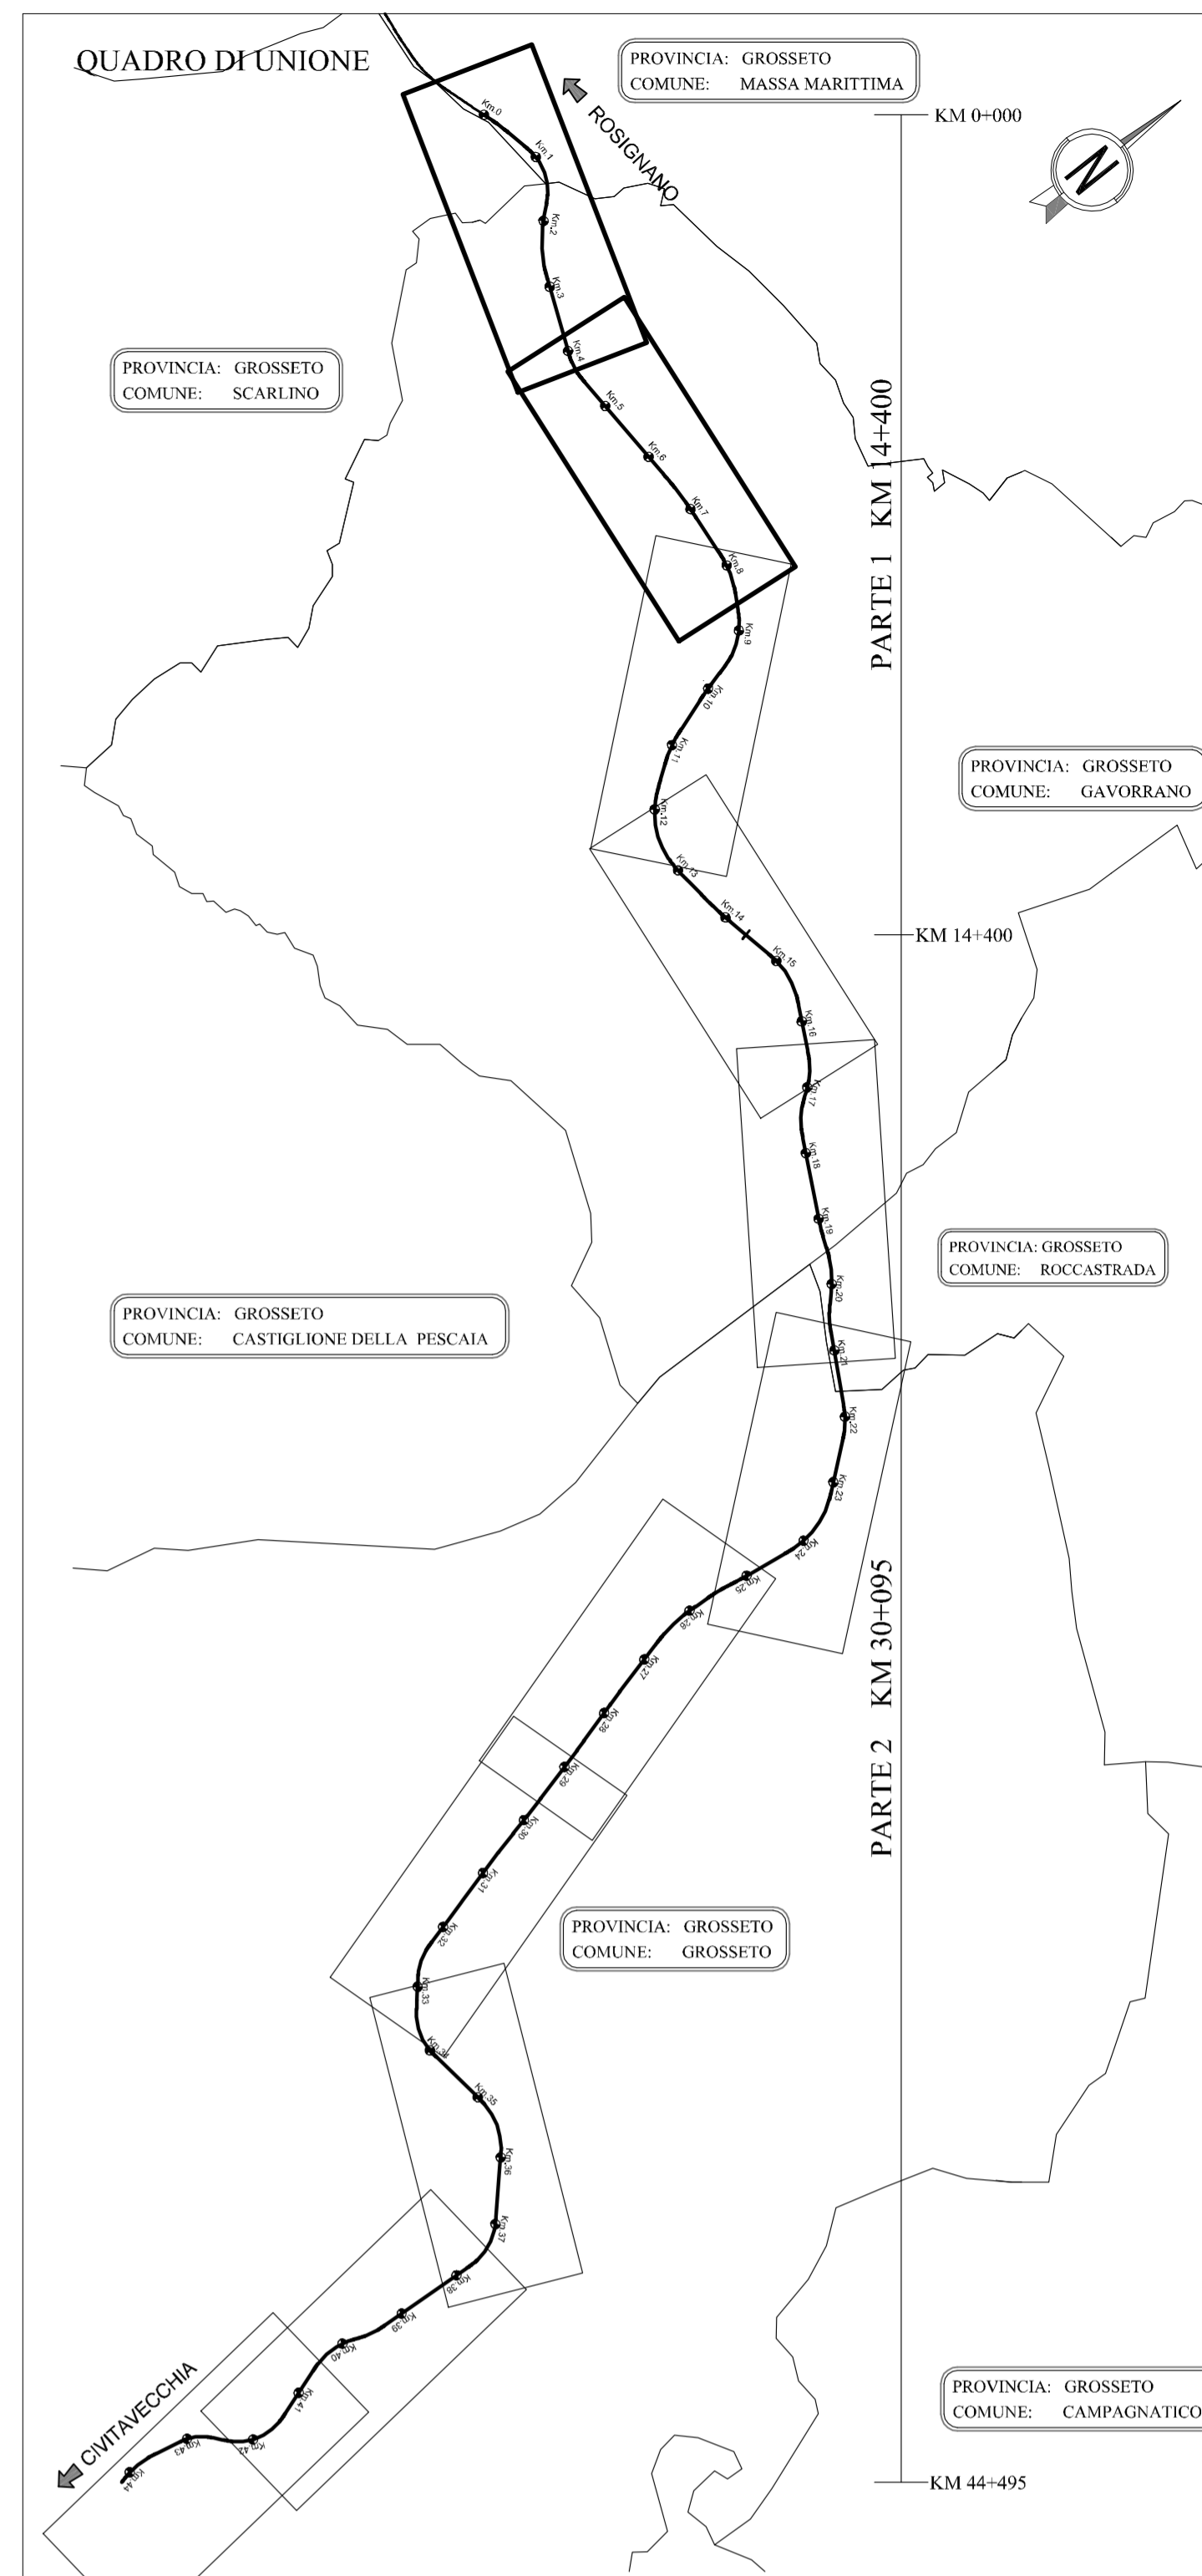 QUADRO DI UNIONE
PROVINCIA: GROSSETO
COMUNE: MASSA MARITTIMA
ROSIGNANO
KM 0+000
N
Km.0
Km.1
Km.2
Km.3
PROVINCIA: GROSSETO
COMUNE: SCARLINO
Km.4
Km.5
Km.6
Km.7
PARTE 1 KM 14+400
Km.8
Km.9
Km.10
Km.11
PROVINCIA: GROSSETO
COMUNE: GAVORRANO
Km.12
Km.13
Km.14
KM 14+400
Km.15
Km.16
Km.17
Km.18
Km.19
PROVINCIA: GROSSETO
COMUNE: ROCCASTRADA
Km.20
PROVINCIA: GROSSETO
COMUNE: CASTIGLIONE DELLA PESCAIA
Km.21
Km.22
Km.23
Km.24
Km.25
Km.26
PARTE 2 KM 30+095
Km.27
Km.28
Km.29
Km.30
Km.31
Km.32
PROVINCIA: GROSSETO
COMUNE: GROSSETO
Km.33
Km.34
Km.35
Km.36
Km.37
Km.38
Km.39
Km.40
Km.41
PROVINCIA: GROSSETO
COMUNE: CAMPAGNATICO
CIVITAVECCHIA
Km.42
Km.43
Km.44
KM 44+495